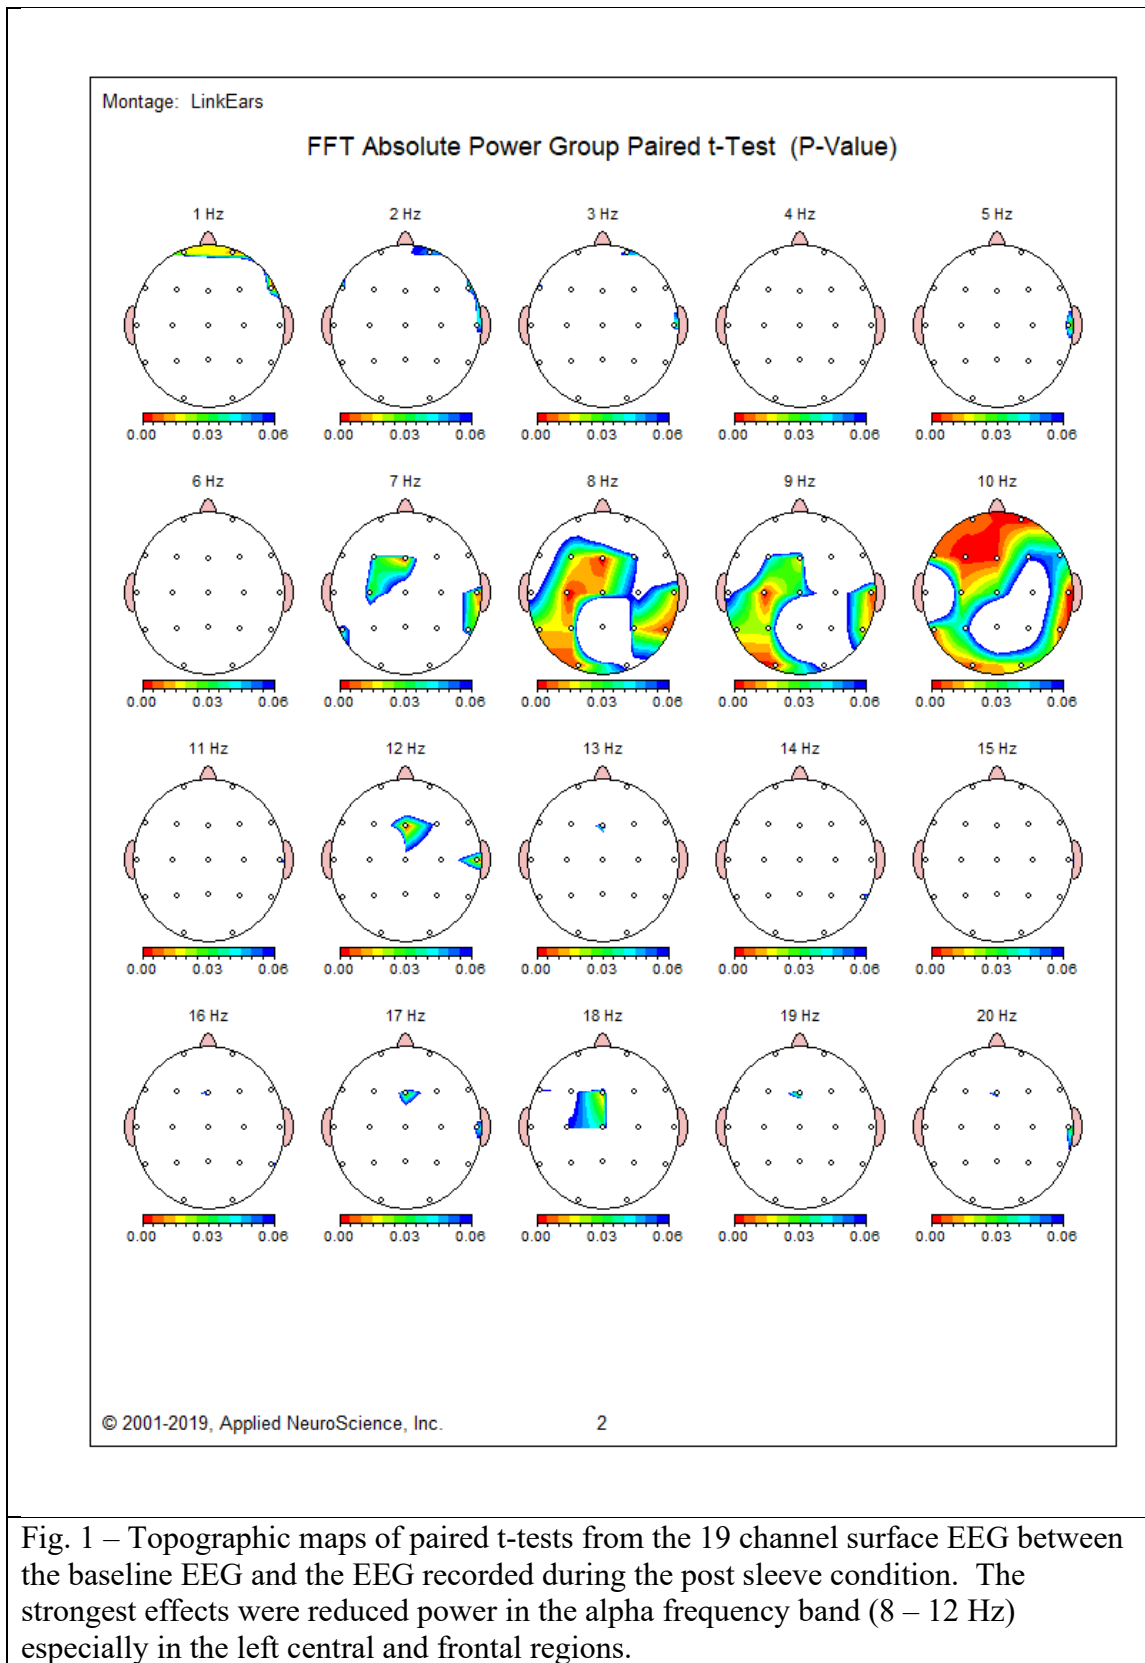 Montage: LinkEars
FFT Absolute Power Group Paired t-Test (P-Value)
1 Hz 2 Hz 3 Hz 4 Hz 5 Hz
0.00 0.03 0.06 0.00 0.03 0.06 0.00 0.03 0.06 0.00 0.03 0.06 0.00 0.03 0.06
6 Hz 7 Hz 8 Hz 9 Hz 10 Hz
0.00 0.03 0.06 0.00 0.03 0.06 0.00 0.03 0.06 0.00 0.03 0.06 0.00 0.03 0.06
11 Hz 12 Hz 13 Hz 14 Hz 15 Hz
0.00 0.03 0.06 0.00 0.03 0.06 0.00 0.03 0.06 0.00 0.03 0.06 0.00 0.03 0.06
16 Hz 17 Hz 18 Hz 19 Hz 20 Hz
0.00 0.03 0.06 0.00 0.03 0.06 0.00 0.03 0.06 0.00 0.03 0.06 0.00 0.03 0.06
© 2001-2019, Applied NeuroScience, Inc. 2
Fig. 1 – Topographic maps of paired t-tests from the 19 channel surface EEG between
the baseline EEG and the EEG recorded during the post sleeve condition. The
strongest effects were reduced power in the alpha frequency band (8 – 12 Hz)
especially in the left central and frontal regions.